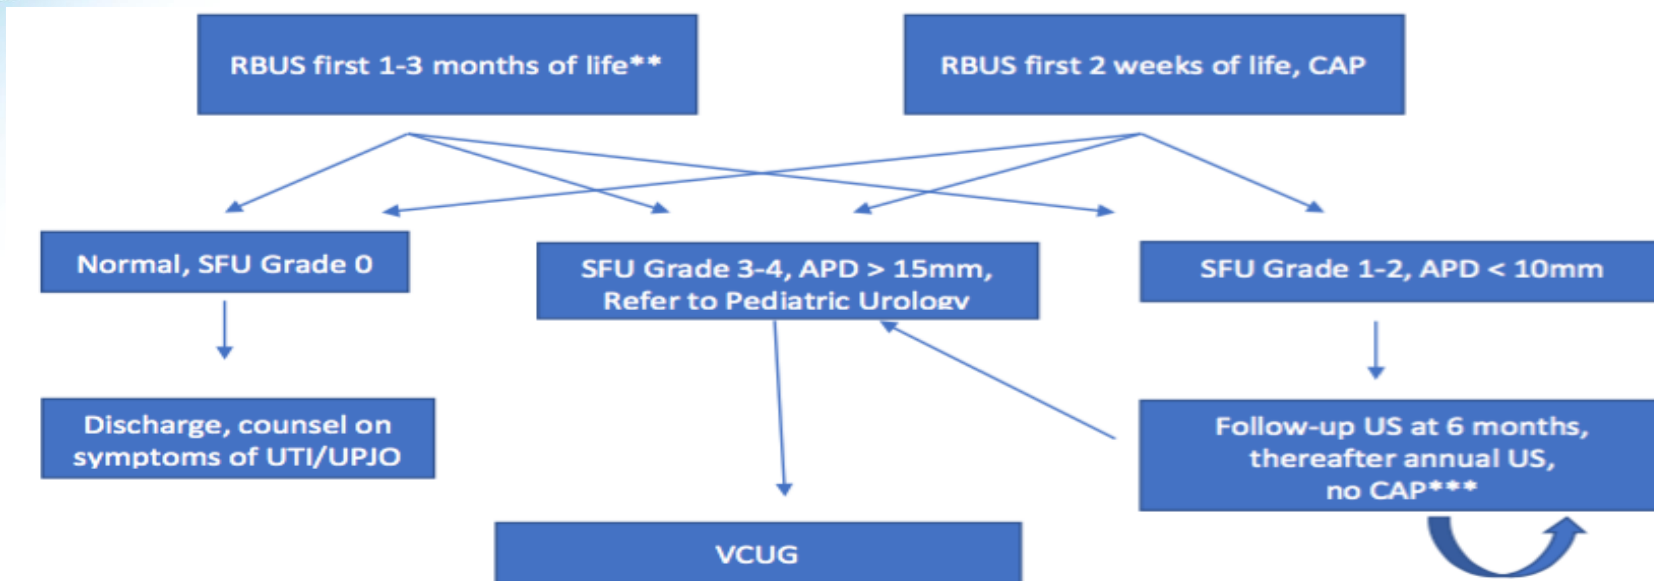 RBUS first 1-3 months of life**
RBUS first 2 weeks of life, CAP
Normal, SFU Grade 0
SFU Grade 3-4, APD > 15mm,
Refer to Pediatric Urology
SFU Grade 1-2, APD < 10mm
Discharge, counsel on
symptoms of UTI/UPJO
Follow-up US at 6 months,
thereafter annual US,
no CAP***
VCUG